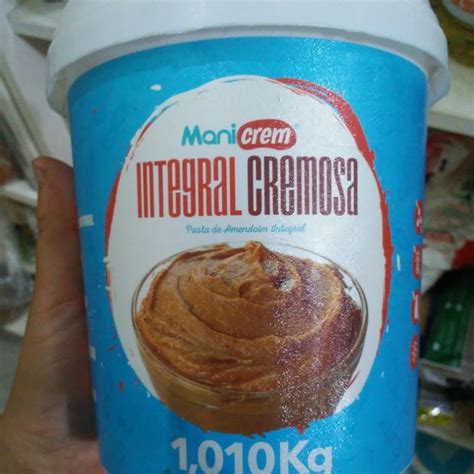 Manicrem®
INTEGRAL CREMOSA
Pasta de Amendoim Integral
1,010Kg